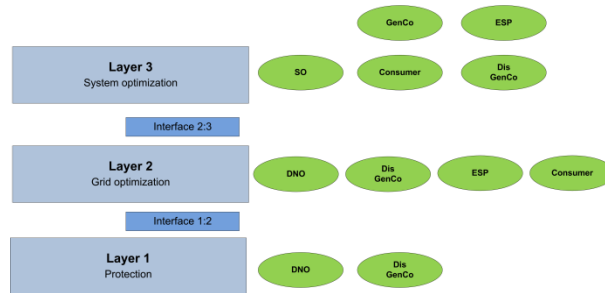 GenCo
ESP
Layer 3
System optimization
SO
Consumer
Dis
GenCo
Interface 2:3
Layer 2
Grid optimization
DNO
Dis
GenCo
ESP
Consumer
Interface 1:2
Layer 1
Protection
DNO
Dis
GenCo